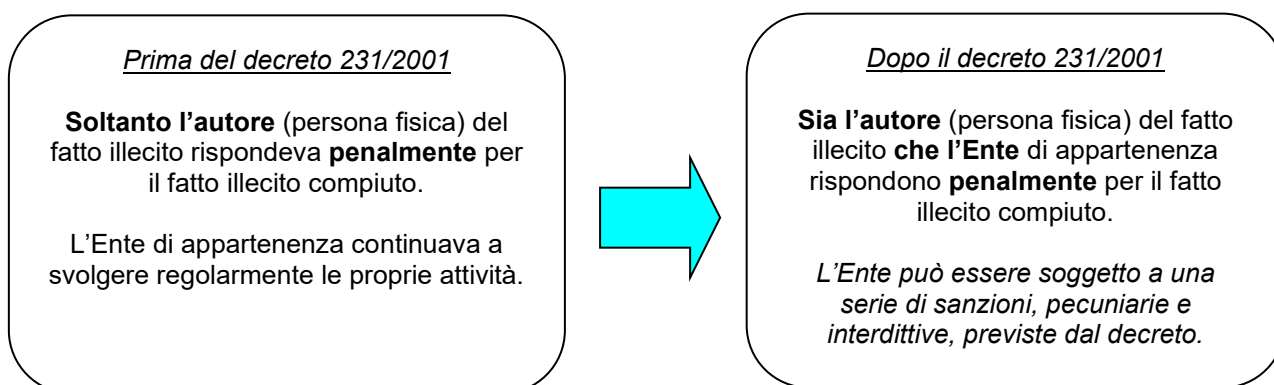 Prima del decreto 231/2001
Soltanto l'autore (persona fisica) del
fatto illecito rispondeva penalmente per
il fatto illecito compiuto.
L'Ente di appartenenza continuava a
svolgere regolarmente le proprie attività.
Dopo il decreto 231/2001
Sia l'autore (persona fisica) del fatto
illecito che l'Ente di appartenenza
rispondono penalmente per il fatto
illecito compiuto.
L'Ente può essere soggetto a una
serie di sanzioni, pecuniarie e
interdittive, previste dal decreto.